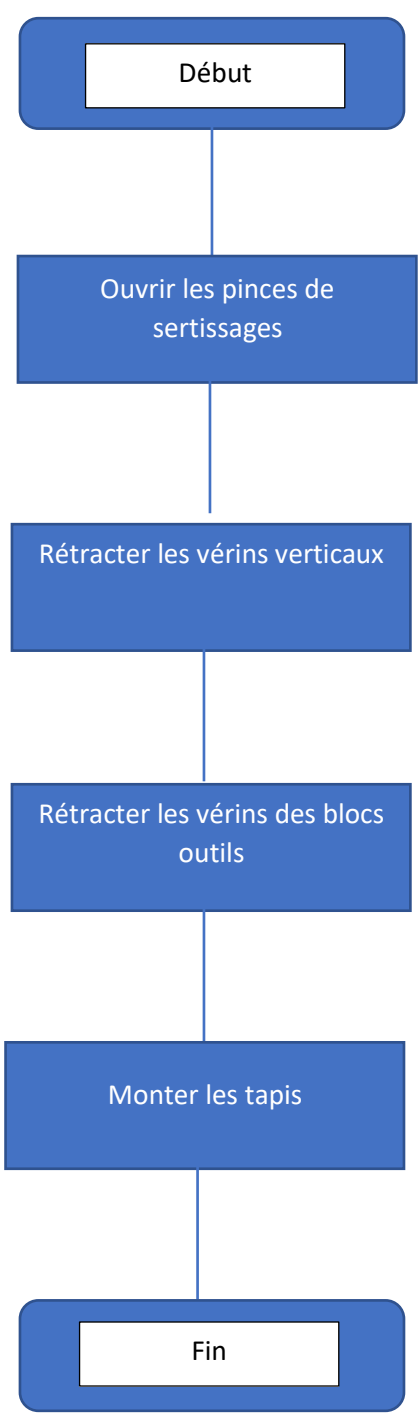 Début
Ouvrir les pinces de
sertissages
Rétracter les vérins verticaux
Rétracter les vérins des blocs
outils
Monter les tapis
Fin